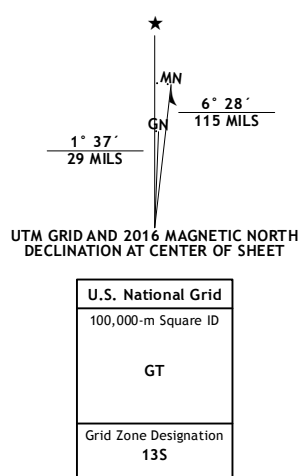 ★
MN
6° 28´
115 MILS
GN
1° 37´
29 MILS
UTM GRID AND 2016 MAGNETIC NORTH
DECLINATION AT CENTER OF SHEET
U.S. National Grid
100,000-m Square ID
GT
Grid Zone Designation
13S